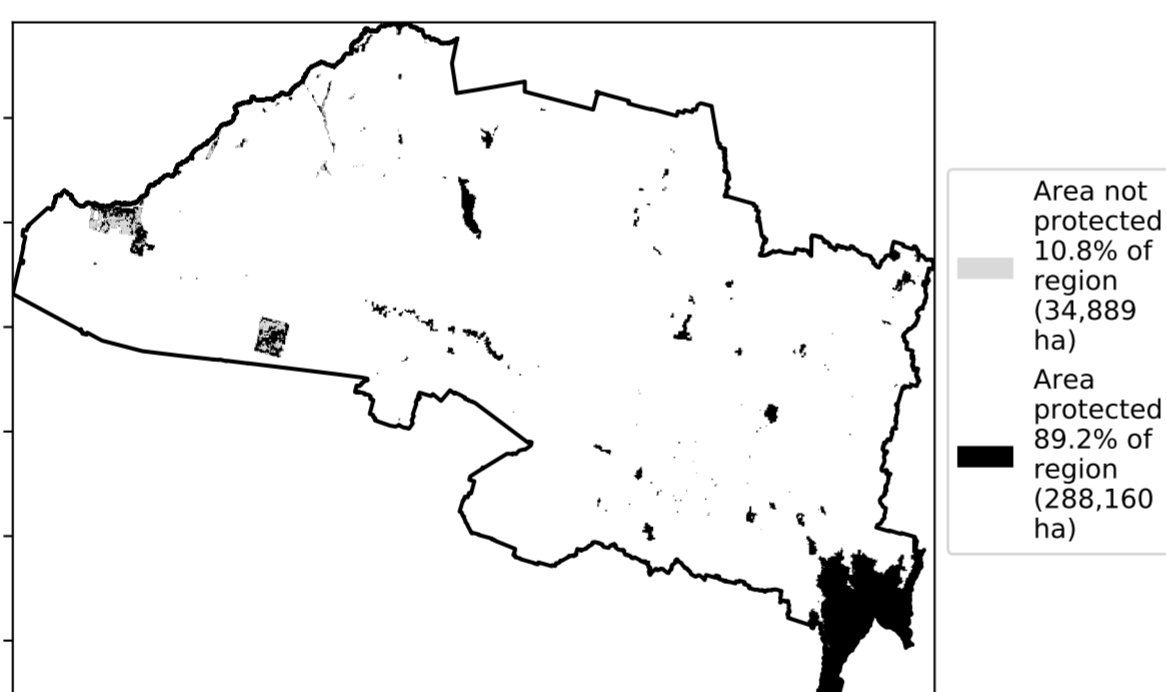 Area not
protected
10.8% of
region
(34,889
ha)
Area
protected
89.2% of
region
(288,160
ha)